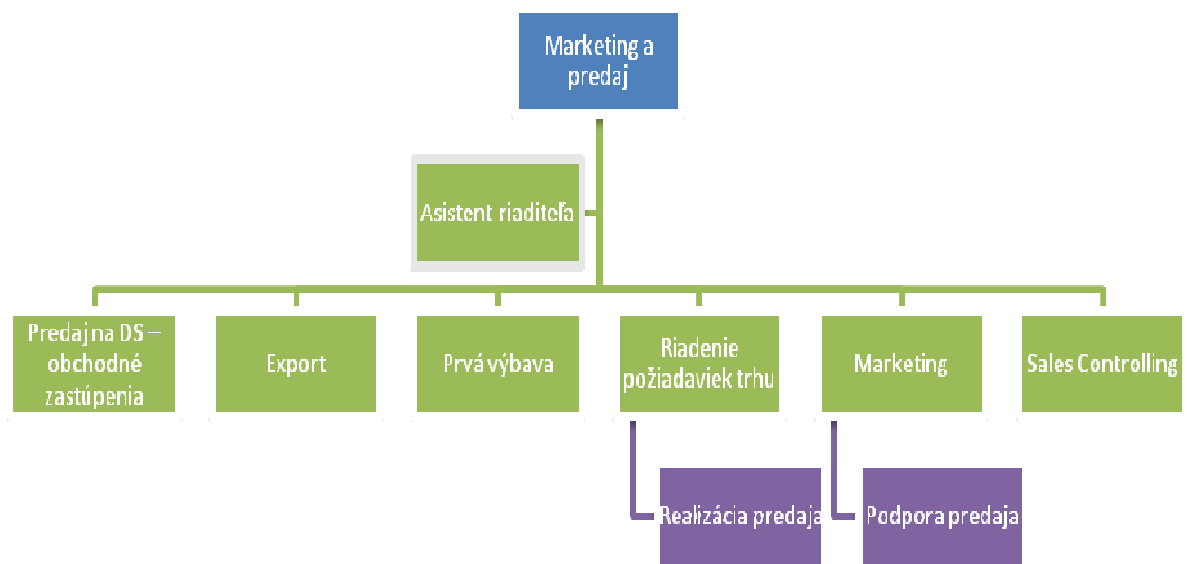 Marketing a
predaj
Asistent riaditeľa
Predaj na DS –
obchodné
zastúpenia
Export
Prvá výbava
Riadenie
požiadaviek trhu
Marketing
Sales Controlling
Realizácia predaja
Podpora predaja